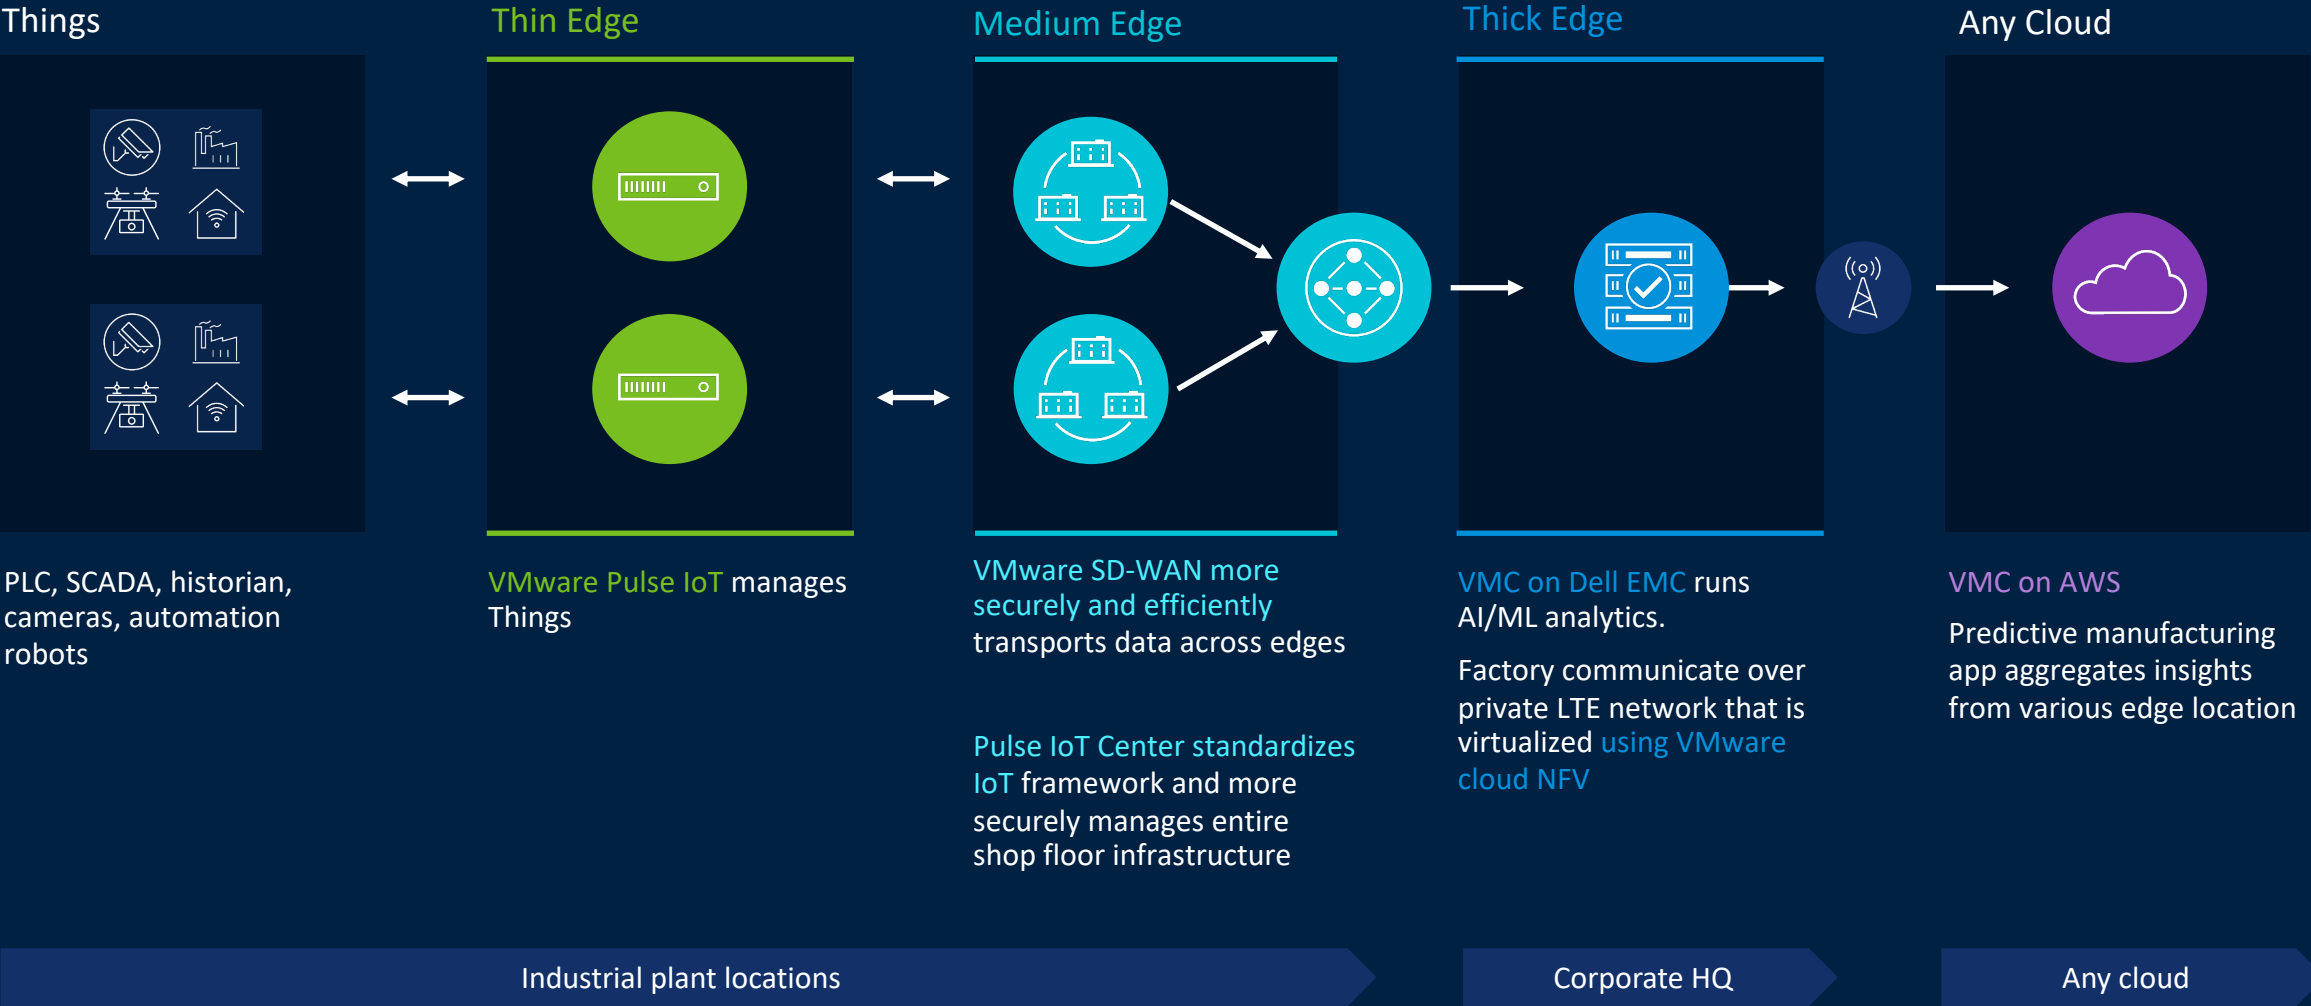 Things
Thin Edge
Medium Edge
Thick Edge
Any Cloud
PLC, SCADA, historian,
cameras, automation
robots
VMware Pulse IoT manages
Things
VMware SD-WAN more
securely and efficiently
transports data across edges
Pulse IoT Center standardizes
IoT framework and more
securely manages entire
shop floor infrastructure
VMC on Dell EMC runs
AI/ML analytics.
Factory communicate over
private LTE network that is
virtualized using VMware
cloud NFV
VMC on AWS
Predictive manufacturing
app aggregates insights
from various edge location
Industrial plant locations
Corporate HQ
Any cloud